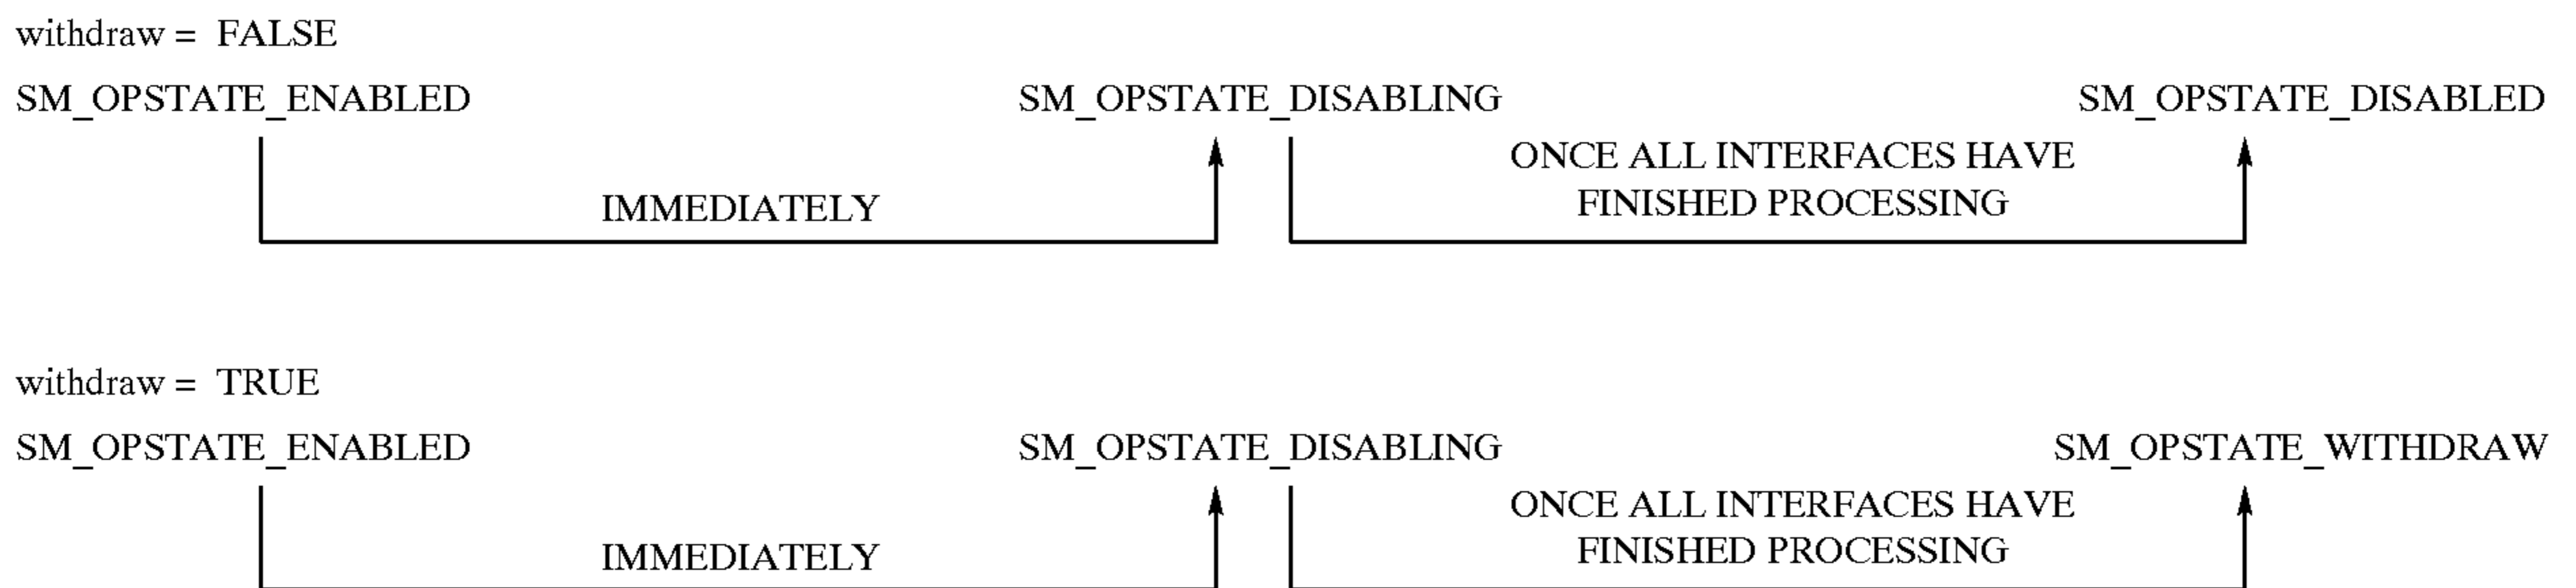 withdraw = FALSE
SM_OPSTATE_ENABLED SM_OPSTATE_DISABLING SM_OPSTATE_DISABLED
ONCE ALL INTERFACES HAVE
IMMEDIATELY FINISHED PROCESSING
withdraw = TRUE
SM_OPSTATE_ENABLED SM_OPSTATE_DISABLING SM_OPSTATE_WITHDRAW
ONCE ALL INTERFACES HAVE
IMMEDIATELY FINISHED PROCESSING